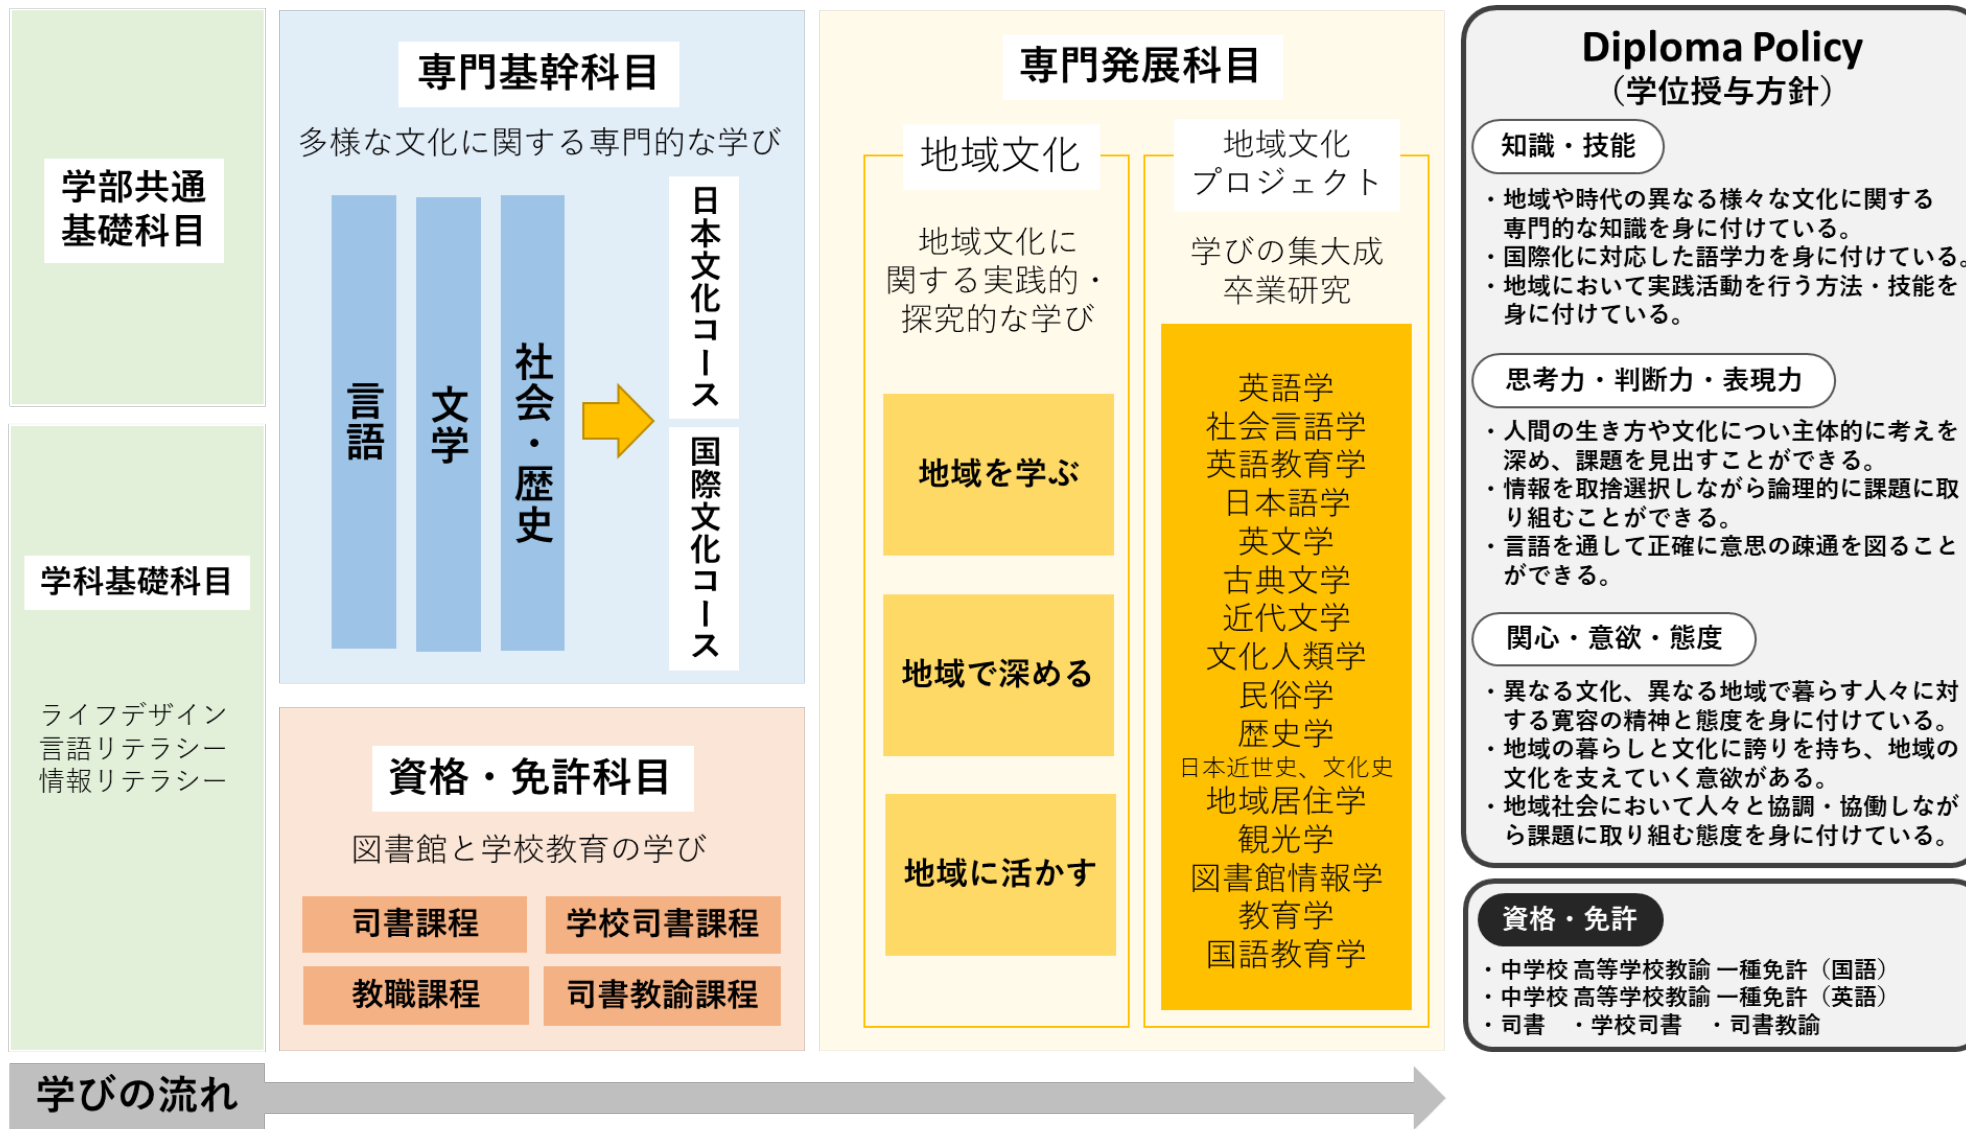 学部共通
基礎科目
学科基礎科目
ライフデザイン
言語リテラシー
情報リテラシー
専門基幹科目
多様な文化に関する専門的な学び
言語
文学
社会・歴史
日本文化コース
国際文化コース
資格・免許科目
図書館と学校教育の学び
司書課程
学校司書課程
教職課程
司書教諭課程
専門発展科目
地域文化
地域文化に
関する実践的・
探究的な学び
地域を学ぶ
地域で深める
地域に活かす
地域文化
プロジェクト
学びの集大成
卒業研究
英語学
社会言語学
英語教育学
日本語学
英文学
古典文学
近代文学
文化人類学
民俗学
歴史学
日本近世史、文化史
地域居住学
観光学
図書館情報学
教育学
国語教育学
Diploma Policy
（学位授与方針）
知識・技能
・地域や時代の異なる様々な文化に関する
専門的な知識を身に付けている。
・国際化に対応した語学力を身に付けている。
・地域において実践活動を行う方法・技能を
身に付けている。
思考力・判断力・表現力
・人間の生き方や文化につい主体的に考えを
深め、課題を見出すことができる。
・情報を取捨選択しながら論理的に課題に取
り組むことができる。
・言語を通して正確に意思の疎通を図ること
ができる。
関心・意欲・態度
・異なる文化、異なる地域で暮らす人々に対
する寛容の精神と態度を身に付けている。
・地域の暮らしと文化に誇りを持ち、地域の
文化を支えていく意欲がある。
・地域社会において人々と協調・協働しなが
ら課題に取り組む態度を身に付けている。
資格・免許
・中学校 高等学校教諭 一種免許（国語）
・中学校 高等学校教諭 一種免許（英語）
・司書　・学校司書　・司書教諭
学びの流れ